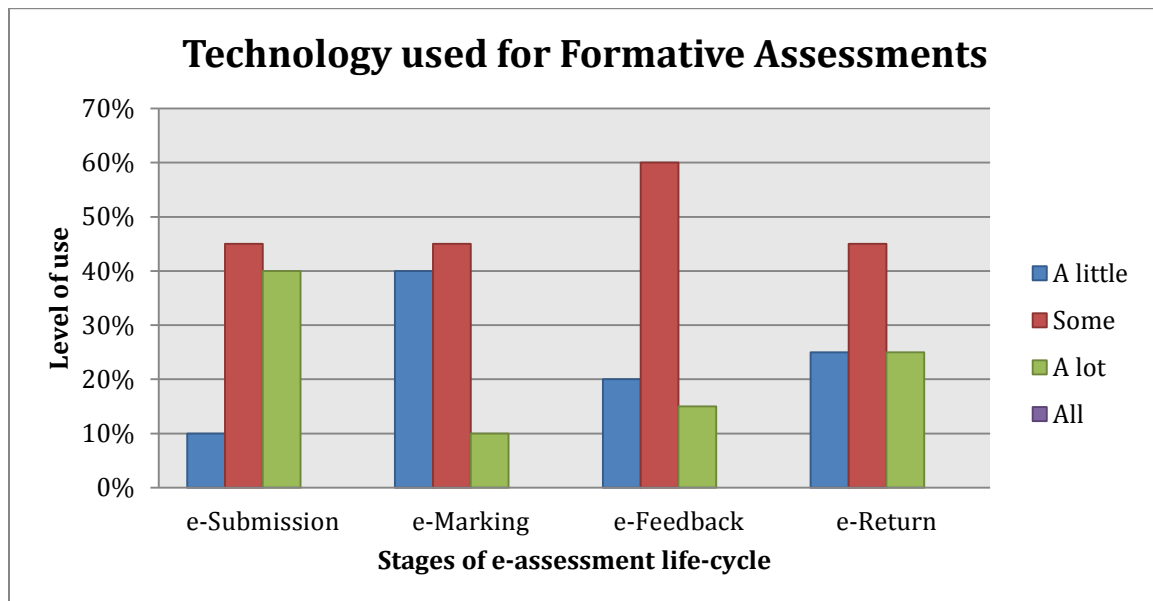 Technology used for Formative Assessments
70%
60%
50%
40%
30%
20%
10%
0%
Level of use
e-Submission
e-Marking
e-Feedback
e-Return
Stages of e-assessment life-cycle
A little
Some
A lot
All